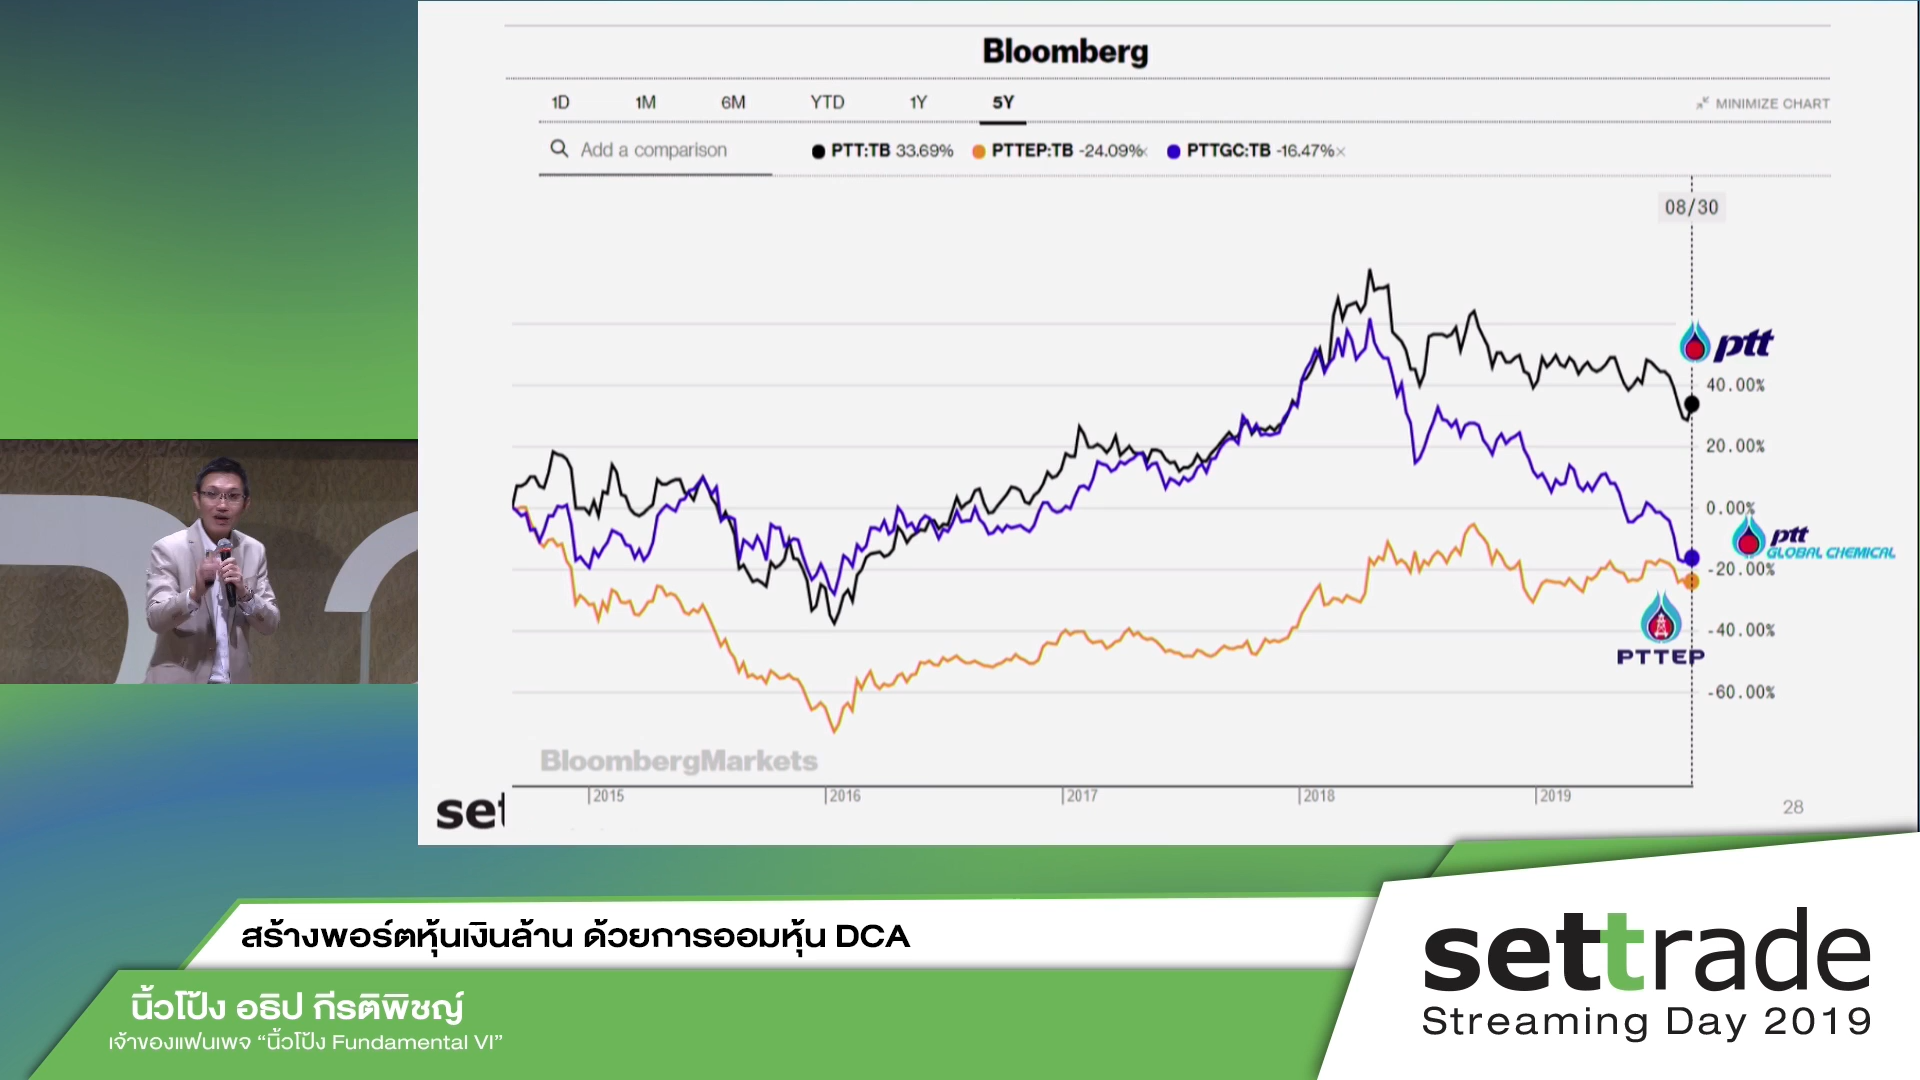 Bloomberg
1D 1M 6M YTD 1Y 5Y
MINIMIZE CHART
Add a comparison
PTT:TB 33.69% PTTEP:TB -24.09%× PTTGC:TB -16.47%×
08/30
ptt
40.00%
20.00%
0.00%
ptt
GLOBAL CHEMICAL
-20.00%
-40.00%
PTTEP
-60.00%
BloombergMarkets
2015 2016 2017 2018 2019
28
set
สร้างพอร์ตหุ้นเงินล้าน ด้วยการออมหุ้น DCA
นิ้วโป้ง อธิป กีรติพิชญ์
เจ้าของแฟนเพจ “นิ้วโป้ง Fundamental VI”
settrade
Streaming Day 2019